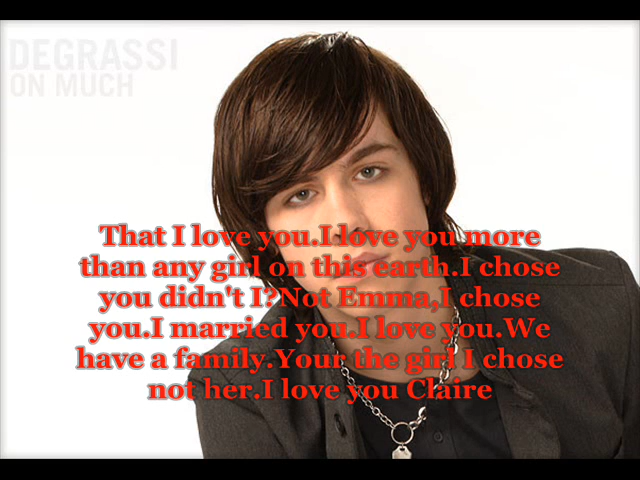 DEGRASSI
ON MUCH
That I love you.I love you more
than any girl on this earth.I chose
you didn't I?Not Emma,I chose
you.I married you.I love you.We
have a family.Your the girl I chose
not her.I love you Claire